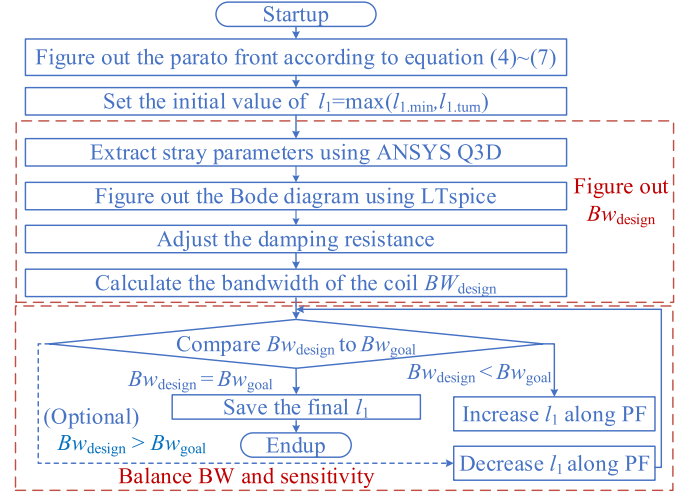 Startup
Figure out the parato front according to equation (4)~(7)
Set the initial value of l1=max(l1.min,l1.turn)
Extract stray parameters using ANSYS Q3D
Figure out the Bode diagram using LTspice
Adjust the damping resistance
Calculate the bandwidth of the coil BWdesign
Figure out
Bwdesign
Compare Bwdesign to Bwgoal
Bwdesign = Bwgoal
Bwdesign < Bwgoal
Save the final l1
Increase l1 along PF
(Optional)
Bwdesign > Bwgoal
Endup
Decrease l1 along PF
Balance BW and sensitivity